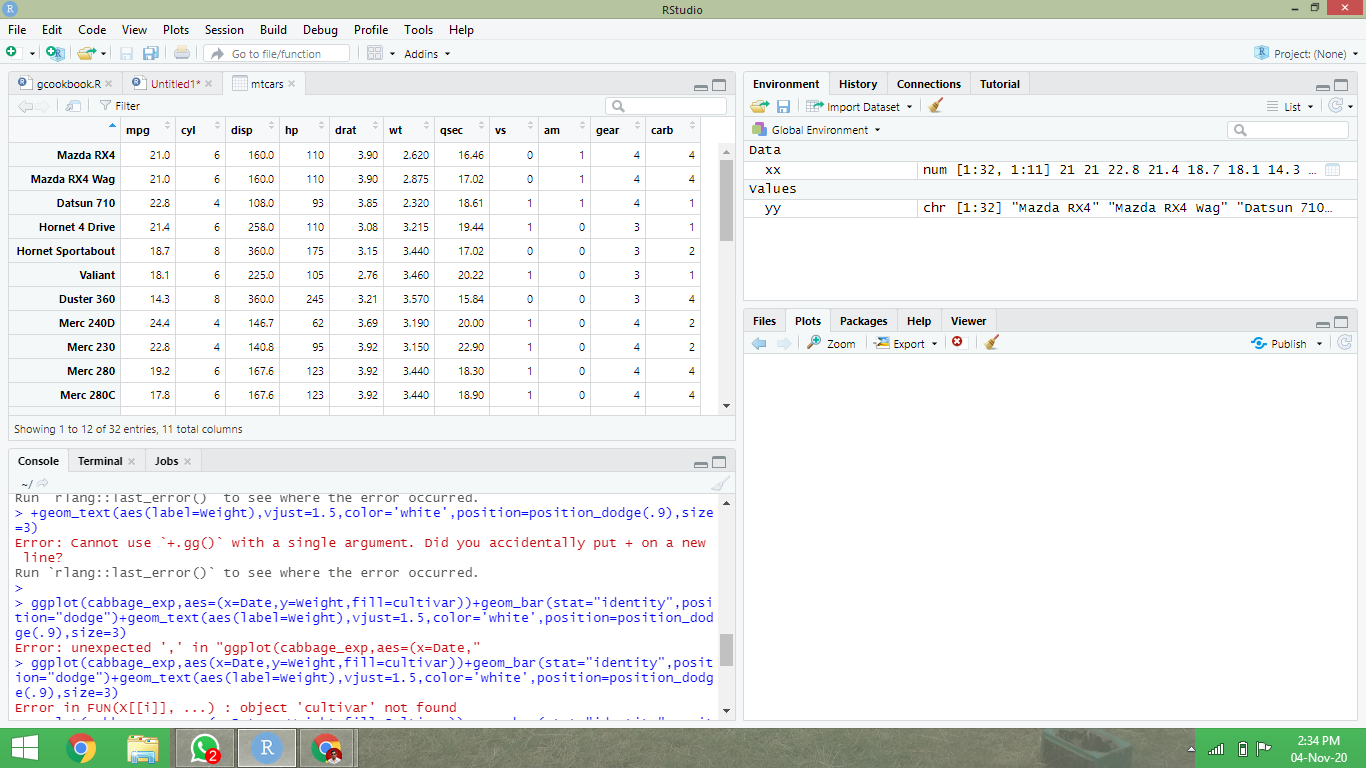 RStudio
File Edit Code View Plots Session Build Debug Profile Tools Help
Go to file/function Addins Project: (None)
gcookbook.R Untitled1* mtcars
Filter
mpg cyl disp hp drat wt qsec vs am gear carb
Mazda RX4 21.0 6 160.0 110 3.90 2.620 16.46 0 1 4 4
Mazda RX4 Wag 21.0 6 160.0 110 3.90 2.875 17.02 0 1 4 4
Datsun 710 22.8 4 108.0 93 3.85 2.320 18.61 1 1 4 1
Hornet 4 Drive 21.4 6 258.0 110 3.08 3.215 19.44 1 0 3 1
Hornet Sportabout 18.7 8 360.0 175 3.15 3.440 17.02 0 0 3 2
Valiant 18.1 6 225.0 105 2.76 3.460 20.22 1 0 3 1
Duster 360 14.3 8 360.0 245 3.21 3.570 15.84 0 0 3 4
Merc 240D 24.4 4 146.7 62 3.69 3.190 20.00 1 0 4 2
Merc 230 22.8 4 140.8 95 3.92 3.150 22.90 1 0 4 2
Merc 280 19.2 6 167.6 123 3.92 3.440 18.30 1 0 4 4
Merc 280C 17.8 6 167.6 123 3.92 3.440 18.90 1 0 4 4
Showing 1 to 12 of 32 entries, 11 total columns
Console Terminal Jobs
~/
Run `rlang::last_error()` to see where the error occurred.
> +geom_text(aes(label=Weight),vjust=1.5,color='white',position=position_dodge(.9),size
=3)
Error: Cannot use `+.gg()` with a single argument. Did you accidentally put + on a new
line?
Run `rlang::last_error()` to see where the error occurred.
>
> ggplot(cabbage_exp,aes=(x=Date,y=Weight,fill=cultivar))+geom_bar(stat="identity",posi
tion="dodge")+geom_text(aes(label=Weight),vjust=1.5,color='white',position=position_dod
ge(.9),size=3)
Error: unexpected ',' in "ggplot(cabbage_exp,aes=(x=Date,"
> ggplot(cabbage_exp,aes(x=Date,y=Weight,fill=cultivar))+geom_bar(stat="identity",posit
ion="dodge")+geom_text(aes(label=Weight),vjust=1.5,color='white',position=position_dodg
e(.9),size=3)
Error in FUN(X[[i]], ...) : object 'cultivar' not found
Environment History Connections Tutorial
Import Dataset List
Global Environment
Data
xx num [1:32, 1:11] 21 21 22.8 21.4 18.7 18.1 14.3 ...
Values
yy chr [1:32] "Mazda RX4" "Mazda RX4 Wag" "Datsun 710…
Files Plots Packages Help Viewer
Zoom Export Publish
2
R
2:34 PM
04-Nov-20